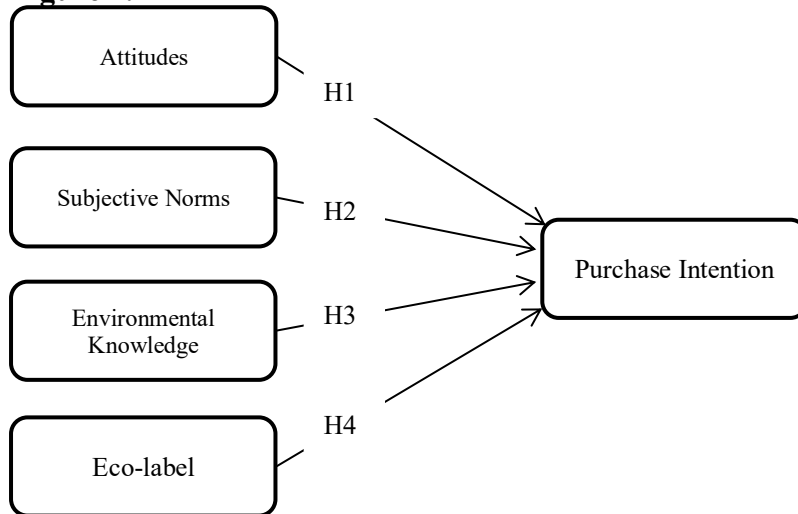 Attitudes
H1
Subjective Norms
H2
Purchase Intention
Environmental
Knowledge
H3
H4
Eco-label